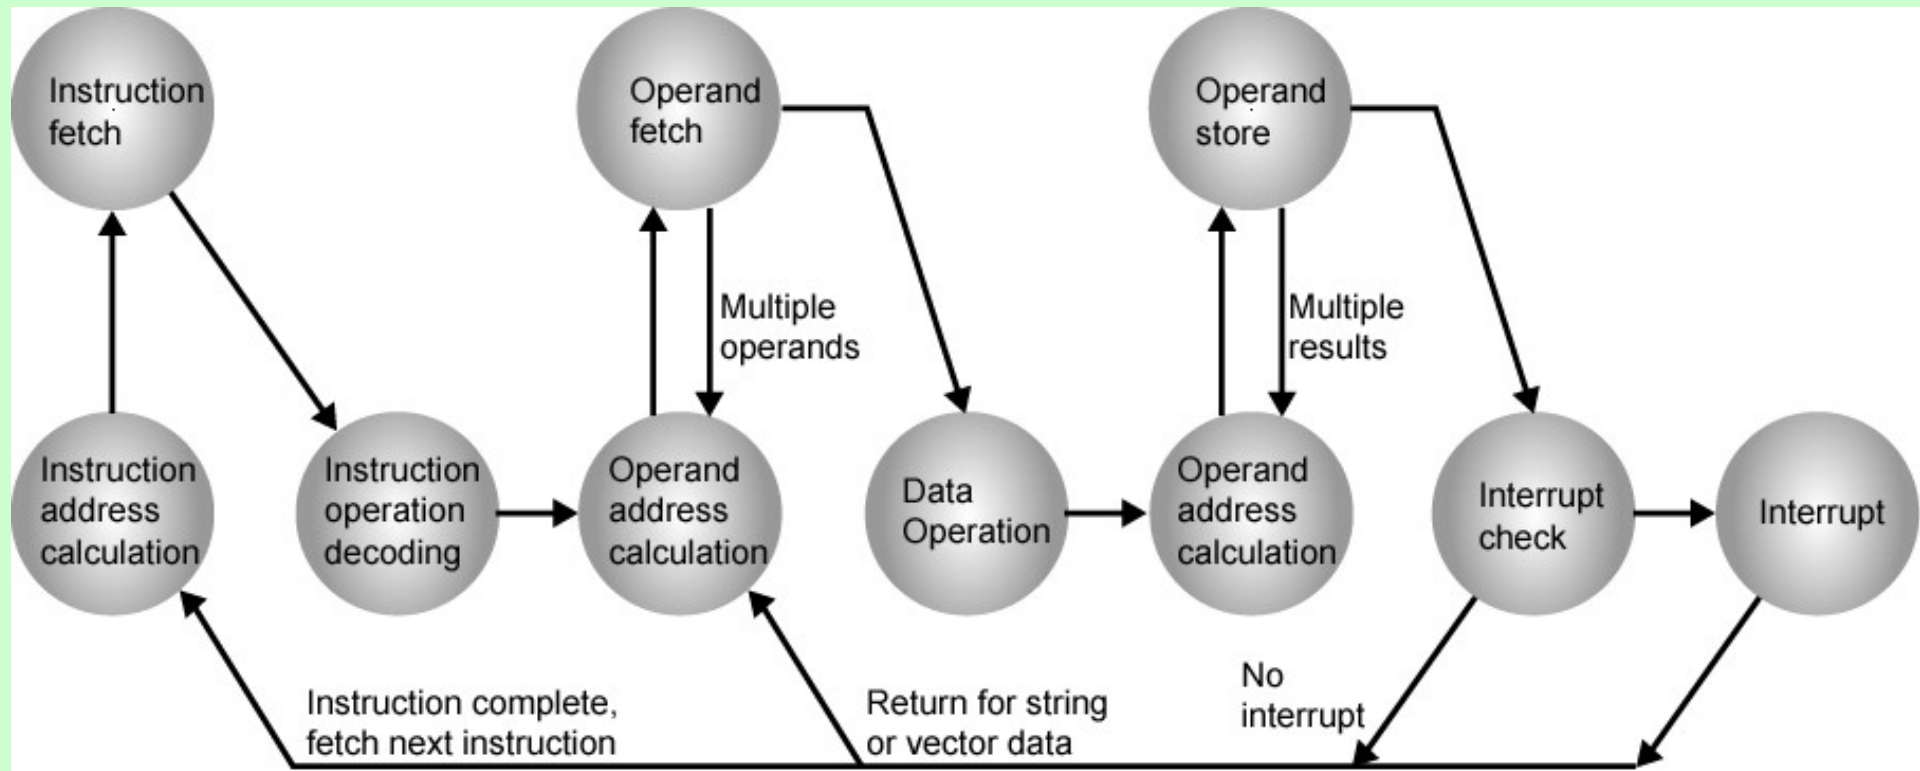 Instruction
fetch
Operand
fetch
Operand
store
Multiple
operands
Multiple
results
Instruction
address
calculation
Instruction
operation
decoding
Operand
address
calculation
Data
Operation
Operand
address
calculation
Interrupt
check
Interrupt
Instruction complete,
fetch next instruction
Return for string
or vector data
No
interrupt